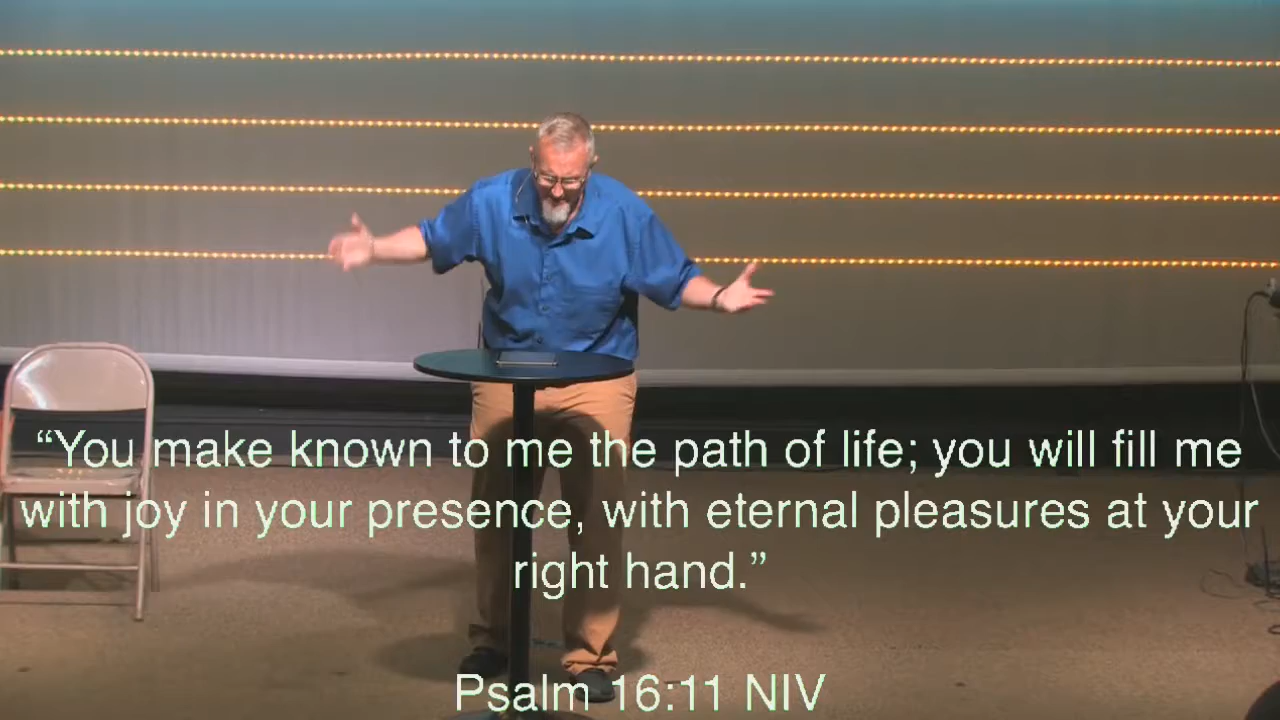 “You make known to me the path of life; you will fill me
with joy in your presence, with eternal pleasures at your
right hand.”
Psalm 16:11 NIV